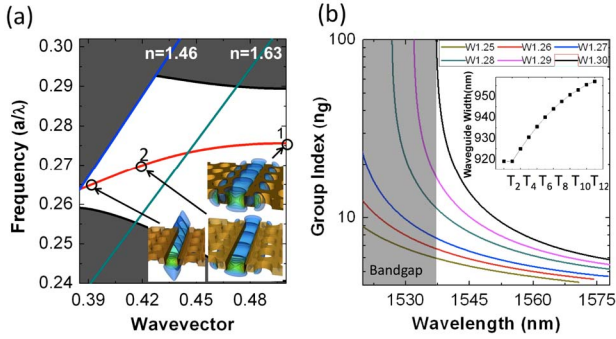 (a)
n=1.46
n=1.63
0.30
0.29
0.28
0.27
0.26
0.25
0.24
Frequency (a/λ)
1
2
0.39
0.42
0.45
0.48
Wavevector
(b)
100
10
Group Index (ng)
W1.25 W1.26 W1.27
W1.28 W1.29 W1.30
Waveguide Width(nm)
950
940
930
920
T2 T4 T6 T8 T10 T12
Bandgap
1530 1545 1560 1575
Wavelength (nm)